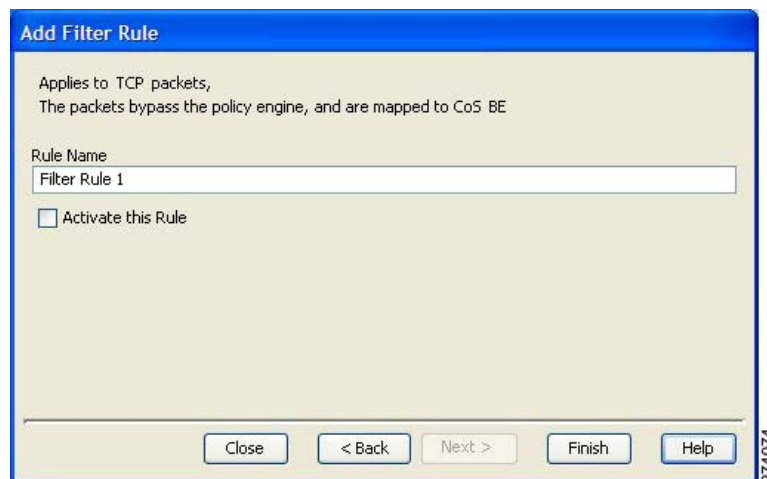 Add Filter Rule
Applies to TCP packets,
The packets bypass the policy engine, and are mapped to CoS BE
Rule Name
Filter Rule 1
Activate this Rule
Close < Back Next > Finish Help
274074